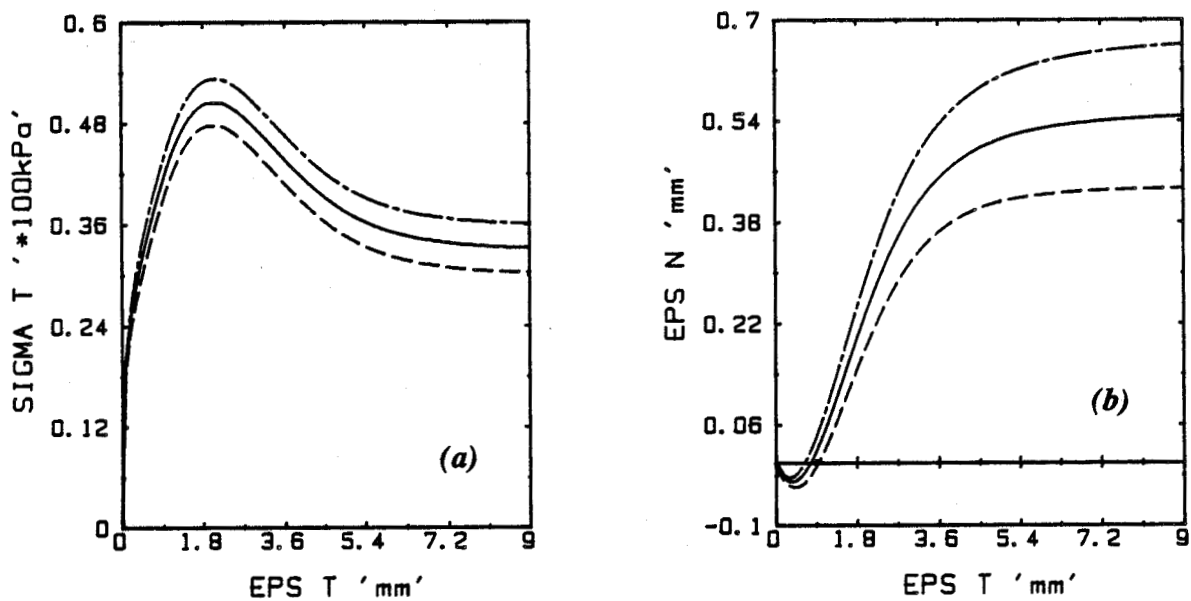 0.6
0.48
0.36
0.24
0.12
0
SIGMA T '*100kPa'
0 1.8 3.6 5.4 7.2 9
EPS T 'mm'
(a)
0.7
0.54
0.38
0.22
0.06
-0.1
EPS N 'mm'
0 1.8 3.6 5.4 7.2 9
EPS T 'mm'
(b)